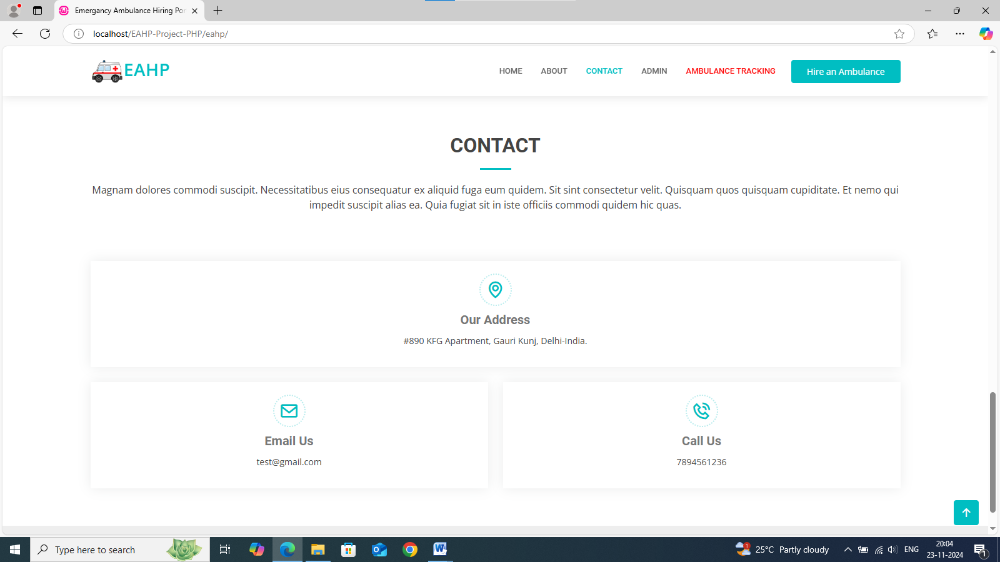 Emergancy Ambulance Hiring Por
localhost/EAHP-Project-PHP/eahp/
EAHP
HOME ABOUT CONTACT ADMIN AMBULANCE TRACKING Hire an Ambulance
CONTACT
Magnam dolores commodi suscipit. Necessitatibus eius consequatur ex aliquid fuga eum quidem. Sit sint consectetur velit. Quisquam quos quisquam cupiditate. Et nemo qui
impedit suscipit alias ea. Quia fugiat sit in iste officiis commodi quidem hic quas.
Our Address
#890 KFG Apartment, Gauri Kunj, Delhi-India.
Email Us Call Us
test@gmail.com 7894561236
Type here to search 1 25°C Partly cloudy ENG 20:04
23-11-2024 1